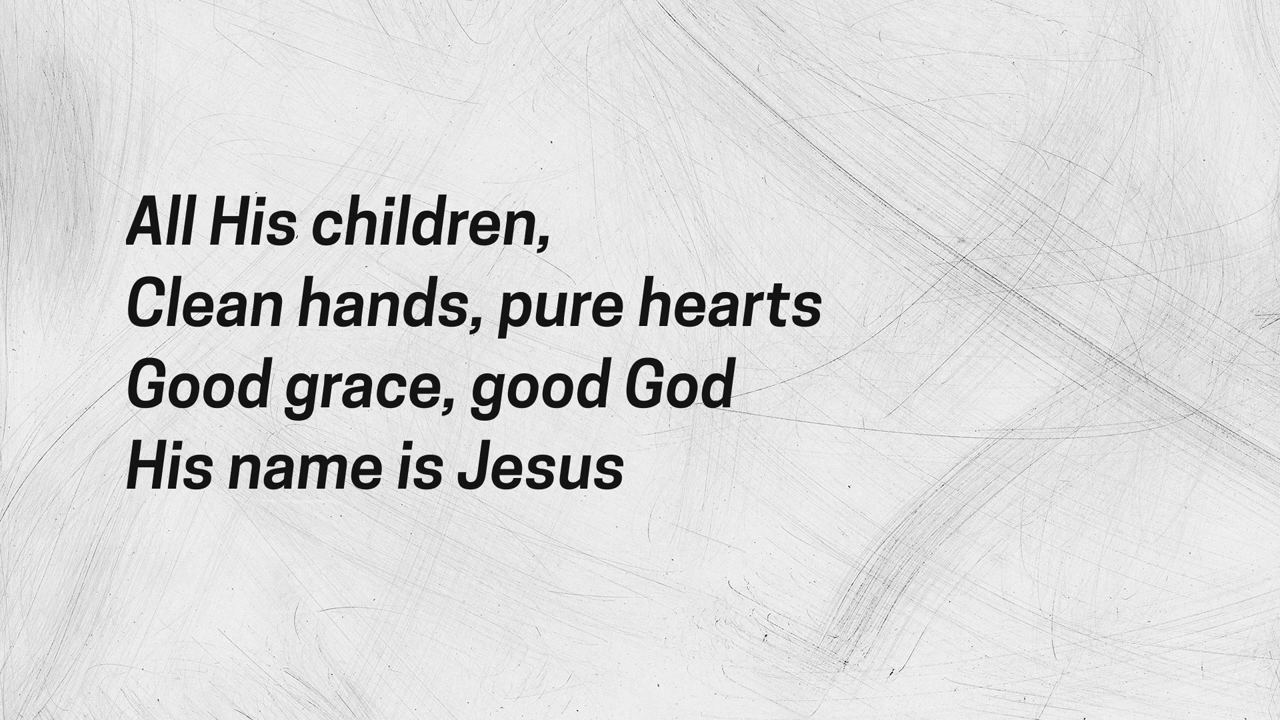 All His children,
Clean hands, pure hearts
Good grace, good God
His name is Jesus